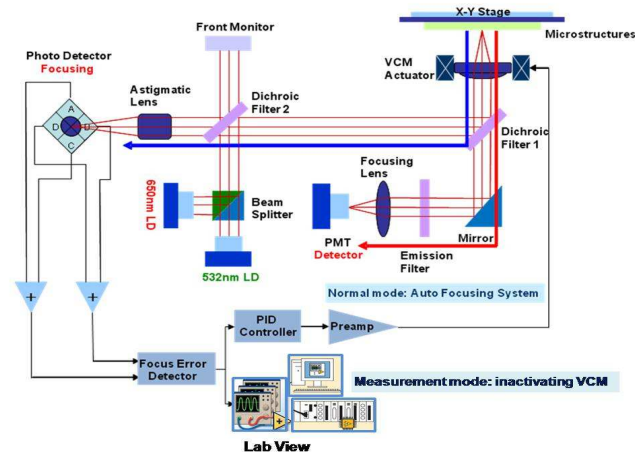 X-Y Stage
Front Monitor
Microstructures
Photo Detector
Focusing
VCM
Actuator
Astigmatic
Lens
A
D
B
C
Dichroic
Filter 2
Dichroic
Filter 1
Focusing
Lens
650nm LD
Beam
Splitter
532nm LD
PMT
Detector
Emission
Filter
Mirror
Normal mode: Auto Focusing System
+
+
PID
Controller
Preamp
Focus Error
Detector
Measurement mode: inactivating VCM
+
Lab View